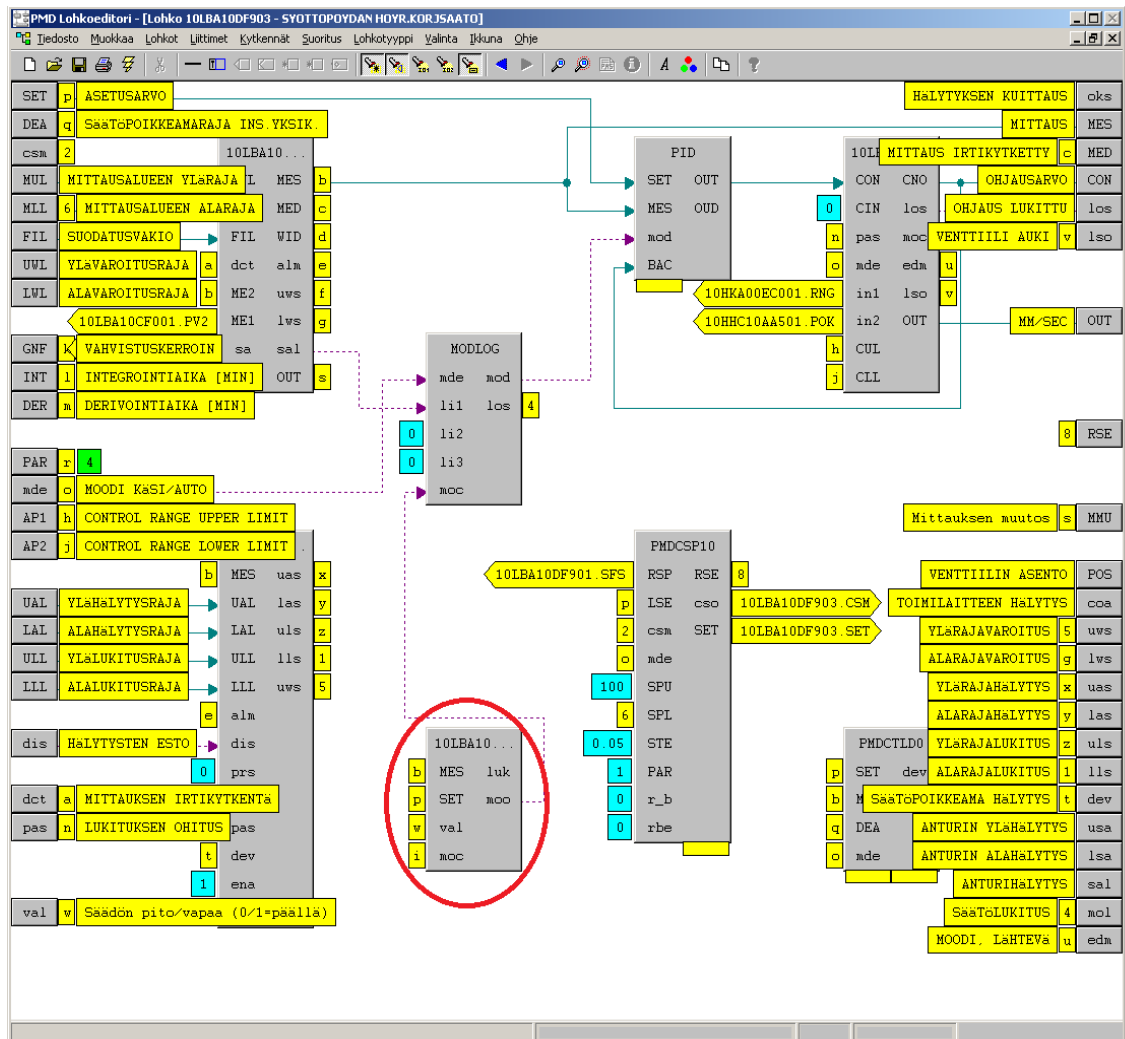 PMD Lohkoeditori - [Lohko 10LBA10DF903 - SYOTTOPOYDAN HOYR.KORJSAATO]
Tiedosto Muokkaa Lohkot Liittimet Kytkennät Suoritus Lohkotyyppi Valinta Ikkuna Ohje
SET p ASETUSARVO HäLYTYKSEN KUITTAUS oks
DEA q SääTöPOIKKEAMARAJA INS.YKSIK. MITTAUS MES
csm 2 10LBA10... PID MITTAUS IRTIKYTKETTY c MED
MUL MITTAUSALUEEN YLäRAJA MES b SET OUT CON CNO OHJAUSARVO CON
MLL 6 MITTAUSALUEEN ALARAJA MED c MES OUD 0 CIN los OHJAUS LUKITTU los
FIL SUODATUSVAKIO FIL WID d mod n pas moc VENTTIILI AUKI v lso
UWL YLäVAROITUSRAJA a dct alm e BAC o mde edm u
LWL ALAVAROITUSRAJA b ME2 uws f 10HKA00EC001.RNG in1 lso v
10LBA10CF001.PV2 ME1 lws g 10HHC10AA501.POK in2 OUT MM/SEC OUT
GNF K VAHVISTUSKERROIN sa sal MODLOG h CUL
INT l INTEGROINTIAIKA [MIN] OUT s mde mod j CLL
DER m DERIVOINTIAIKA [MIN] li1 los 4
0 li2 8 RSE
PAR r 4 0 li3
mde o MOODI KäSI/AUTO moc
AP1 h CONTROL RANGE UPPER LIMIT Mittauksen muutos s MMU
AP2 j CONTROL RANGE LOWER LIMIT PMDCSP10
b MES uas x 10LBA10DF901.SFS RSP RSE 8 VENTTIILIN ASENTO POS
UAL YLäHäLYTYSRAJA UAL las y p LSE cso 10LBA10DF903.CSM TOIMILAITTEEN HäLYTYS coa
LAL ALAHäLYTYSRAJA LAL uls z 2 csm SET 10LBA10DF903.SET YLäRAJAVAROITUS 5 uws
ULL YLäLUKITUSRAJA ULL lls 1 o mde ALARAJAVAROITUS g lws
LLL ALALUKITUSRAJA LLL uws 5 100 SPU YLäRAJAHäLYTYS x uas
e alm 6 SPL ALARAJAHäLYTYS y las
dis HäLYTYSTEN ESTO dis 10LBA10... 0.05 STE PMDCTLD0 YLäRAJALUKITUS z uls
0 prs b MES luk 1 PAR p SET dev ALARAJALUKITUS 1 lls
dct a MITTAUKSEN IRTIKYTKENTä p SET moo 0 r_b b SääTöPOIKKEAMA HäLYTYS t dev
pas n LUKITUKSEN OHITUS pas w val 0 rbe q DEA ANTURIN YLäHäLYTYS usa
t dev i moc o mde ANTURIN ALAHäLYTYS lsa
1 ena ANTURIHäLYTYS sal
val w Säädön pito/vapaa (0/1=päällä) SääTöLUKITUS 4 mol
MOODI, LäHTEVä u edm